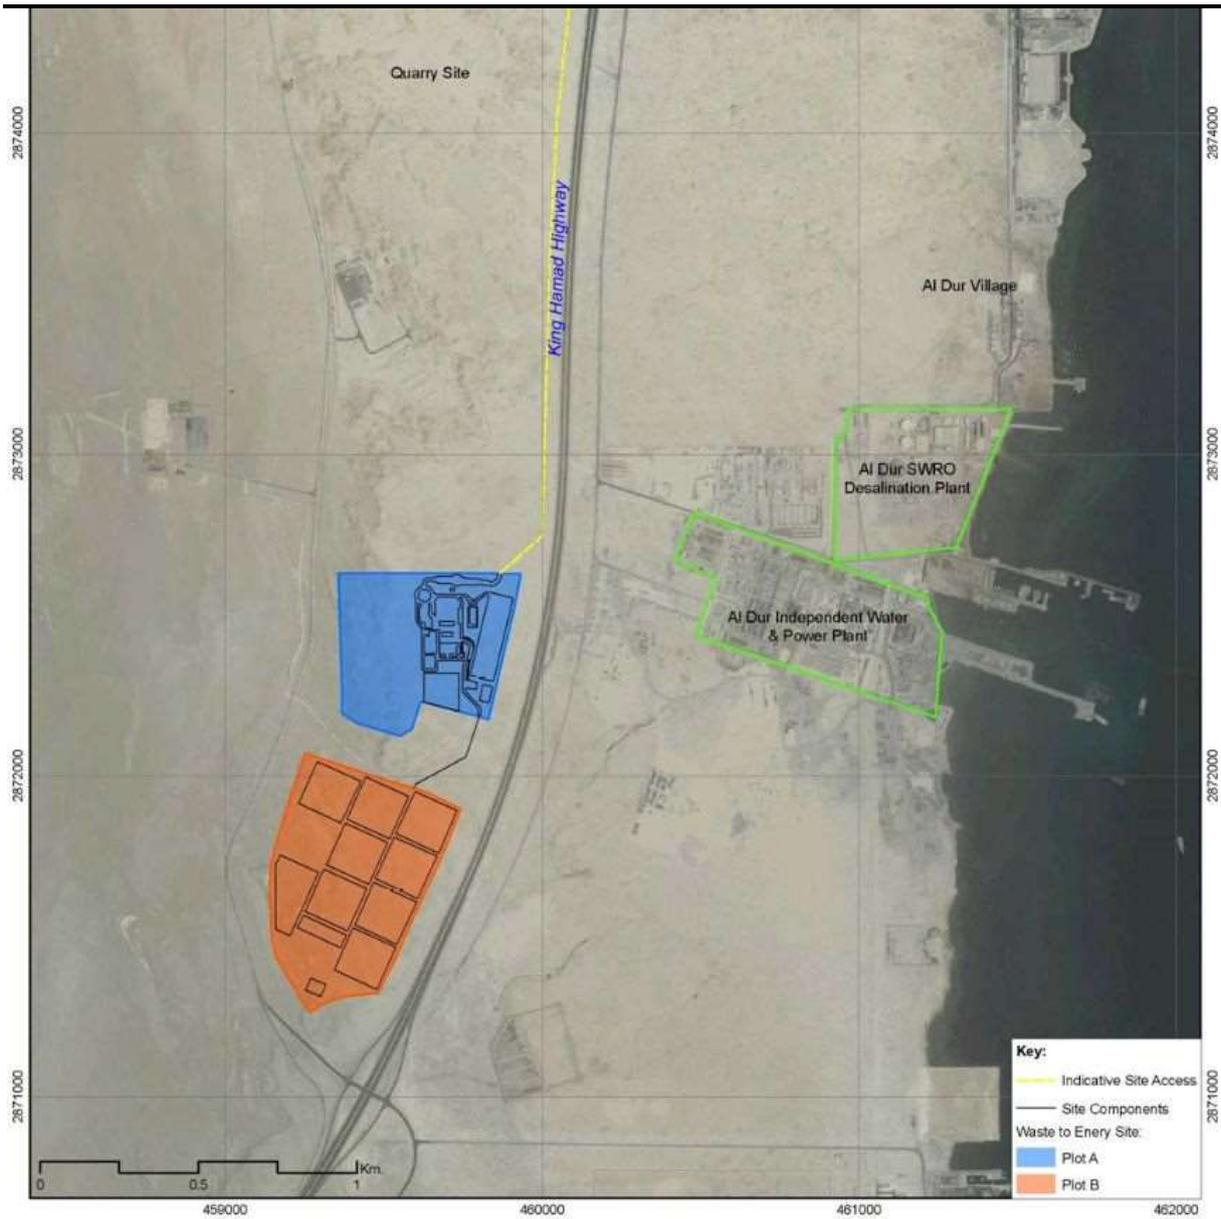 Quarry Site
2874000
2874000
King Hamad Highway
Al Dur Village
2873000
2873000
Al Dur SWRO
Desalination Plant
Al Dur Independent Water
& Power Plant
2872000
2872000
2871000
2871000
Key:
Indicative Site Access
Site Components
Waste to Enery Site:
Plot A
Plot B
Km
0
0.5
1
459000
460000
461000
462000